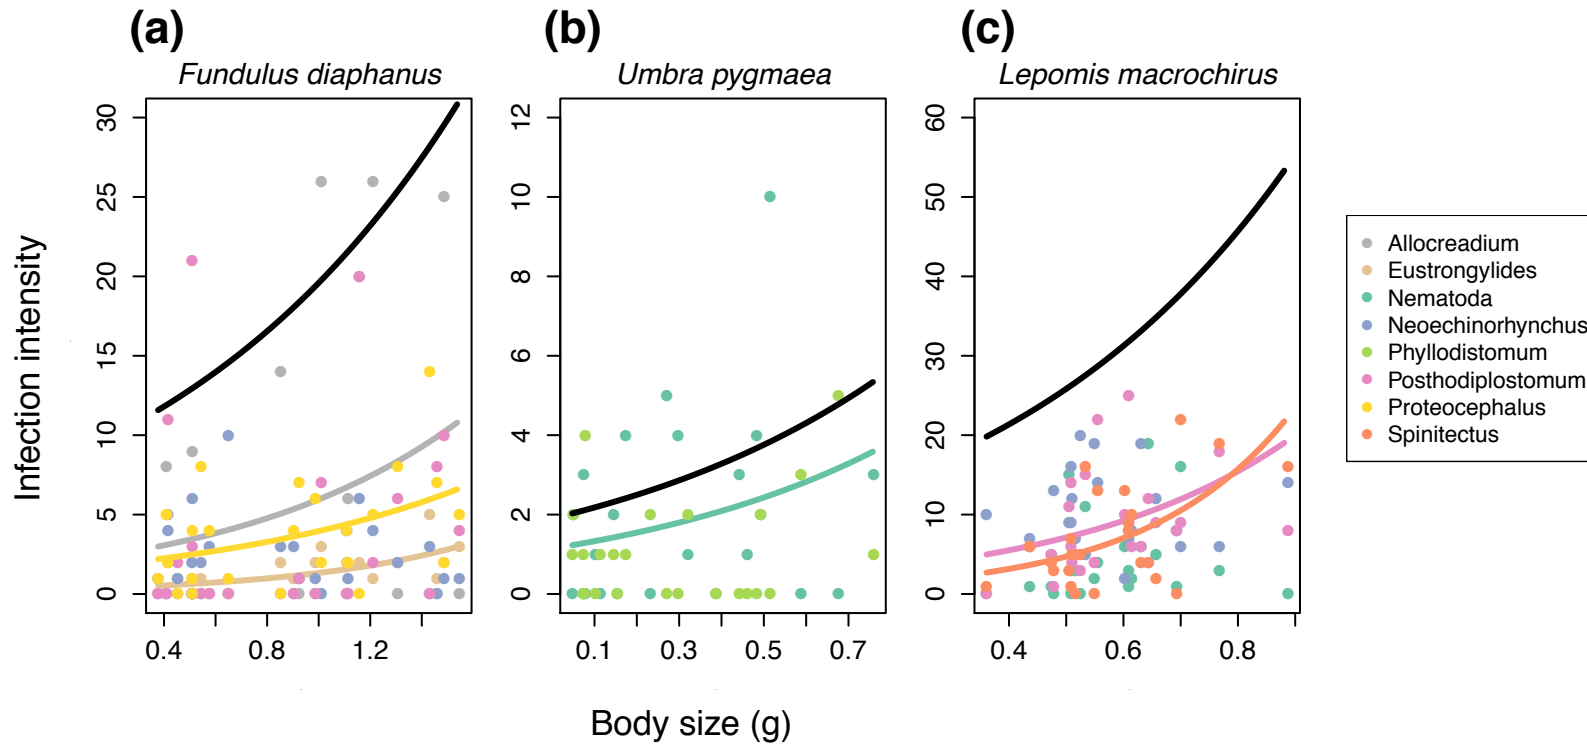 (a) (b) (c)
Fundulus diaphanus Umbra pygmaea Lepomis macrochirus
Infection intensity
0 5 10 15 20 25 30
0.4 0.8 1.2
0 2 4 6 8 10 12
0.1 0.3 0.5 0.7
0 10 20 30 40 50 60
0.4 0.6 0.8
Body size (g)
Allocreadium
Eustrongylides
Nematoda
Neoechinorhynchus
Phyllodistomum
Posthodiplostomum
Proteocephalus
Spinitectus